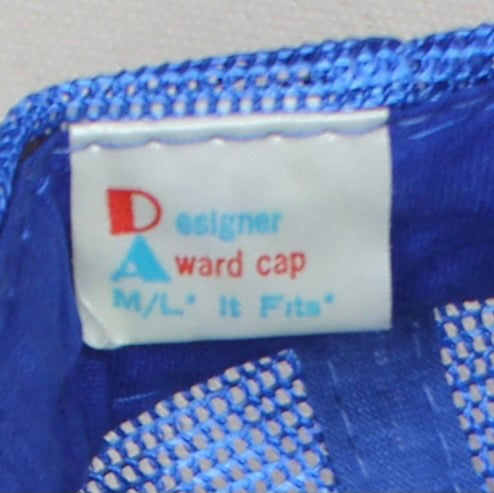 Designer
Award cap
M/L* It Fits*